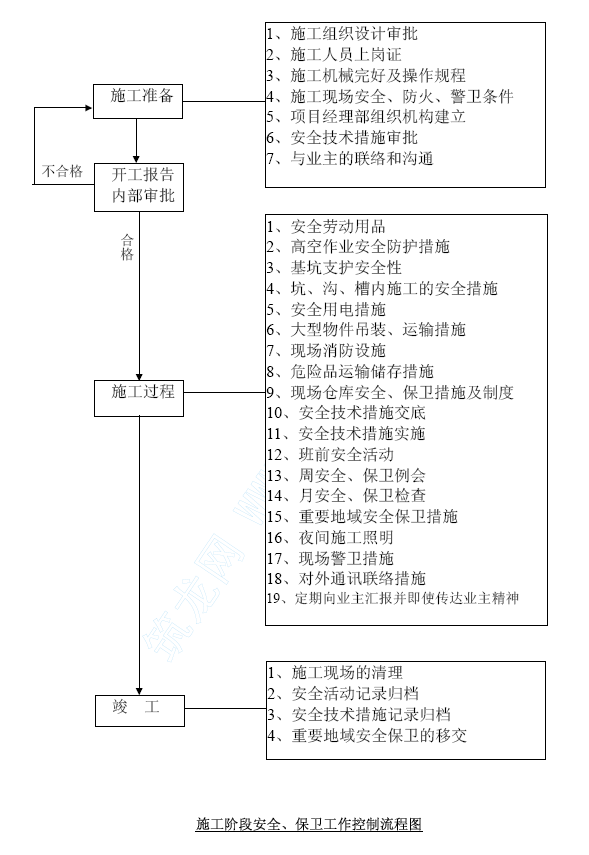 1、施工组织设计审批
2、施工人员上岗证
3、施工机械完好及操作规程
4、施工现场安全、防火、警卫条件
5、项目经理部组织机构建立
6、安全技术措施审批
7、与业主的联络和沟通
施工准备
不合格
开工报告
内部审批
合格
1、安全劳动用品
2、高空作业安全防护措施
3、基坑支护安全性
4、坑、沟、槽内施工的安全措施
5、安全用电措施
6、大型物件吊装、运输措施
7、现场消防设施
8、危险品运输储存措施
9、现场仓库安全、保卫措施及制度
10、安全技术措施交底
11、安全技术措施实施
12、班前安全活动
13、周安全、保卫例会
14、月安全、保卫检查
15、重要地域安全保卫措施
16、夜间施工照明
17、现场警卫措施
18、对外通讯联络措施
19、定期向业主汇报并即使传达业主精神
施工过程
筑龙网
1、施工现场的清理
2、安全活动记录归档
3、安全技术措施记录归档
4、重要地域安全保卫的移交
竣 工
施工阶段安全、保卫工作控制流程图